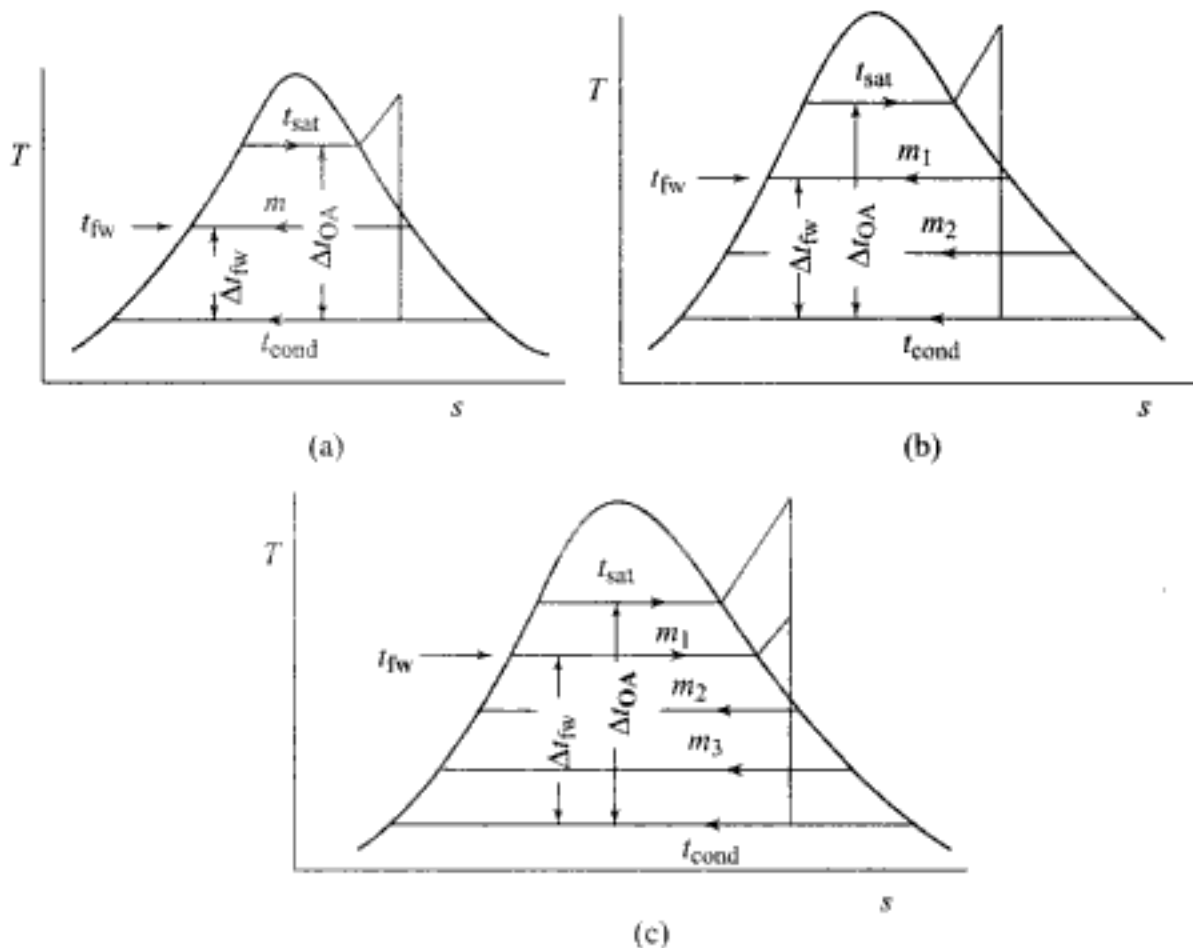 T
t_sat
t_fw
m
Δt_fw
Δt_OA
t_cond
s
(a)
T
t_sat
t_fw
m_1
m_2
Δt_fw
Δt_OA
t_cond
s
(b)
T
t_sat
t_fw
m_1
m_2
m_3
Δt_fw
Δt_OA
t_cond
s
(c)